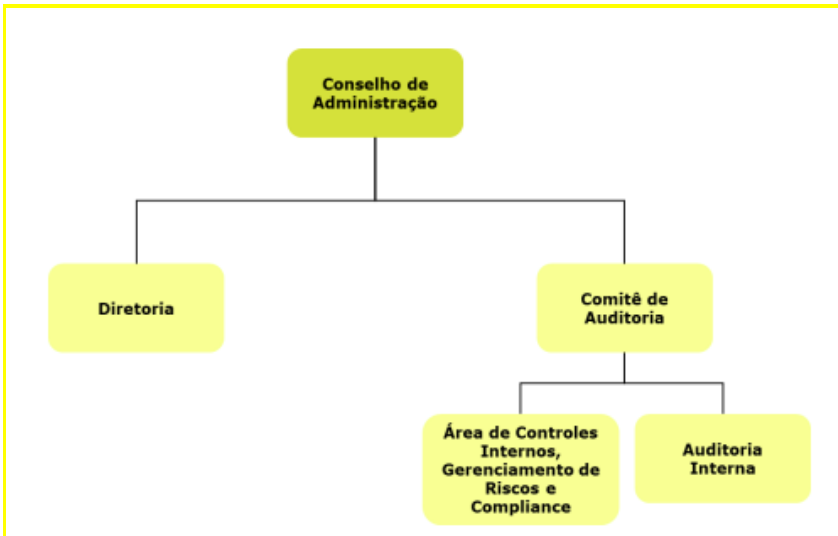 Conselho de
Administração
Diretoria
Comitê de
Auditoria
Área de Controles
Internos,
Gerenciamento de
Riscos e
Compliance
Auditoria
Interna